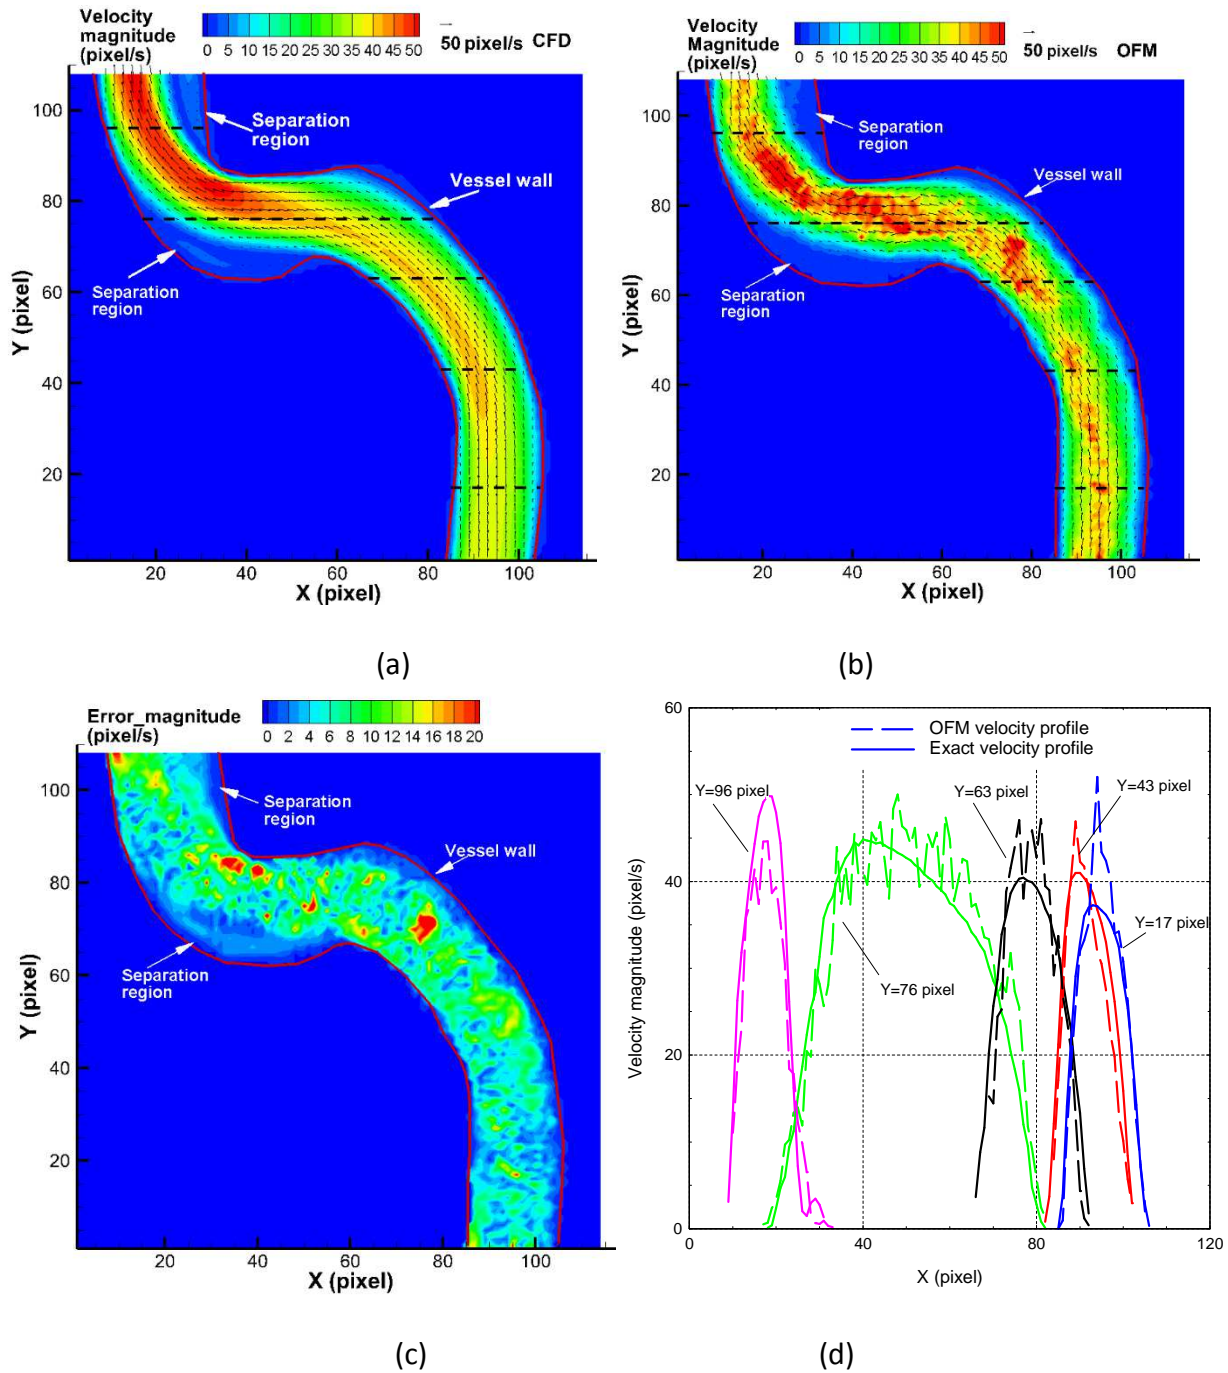 Velocity
magnitude
(pixel/s)
0 5 10 15 20 25 30 35 40 45 50
50 pixel/s CFD
Separation
region
Vessel wall
Separation
region
100
80
60
40
20
Y (pixel)
20 40 60 80 100
X (pixel)
(a)
Velocity
Magnitude
(pixel/s)
0 5 10 15 20 25 30 35 40 45 50
50 pixel/s OFM
Separation
region
Vessel wall
Separation
region
100
80
60
40
20
Y (pixel)
20 40 60 80 100
X (pixel)
(b)
Error_magnitude
(pixel/s)
0 2 4 6 8 10 12 14 16 18 20
Separation
region
Vessel wall
Separation
region
100
80
60
40
20
Y (pixel)
20 40 60 80 100
X (pixel)
(c)
OFM velocity profile
Exact velocity profile
Y=96 pixel
Y=63 pixel
Y=43 pixel
Y=17 pixel
Y=76 pixel
60
40
20
0
Velocity magnitude (pixel/s)
0 40 80 120
X (pixel)
(d)